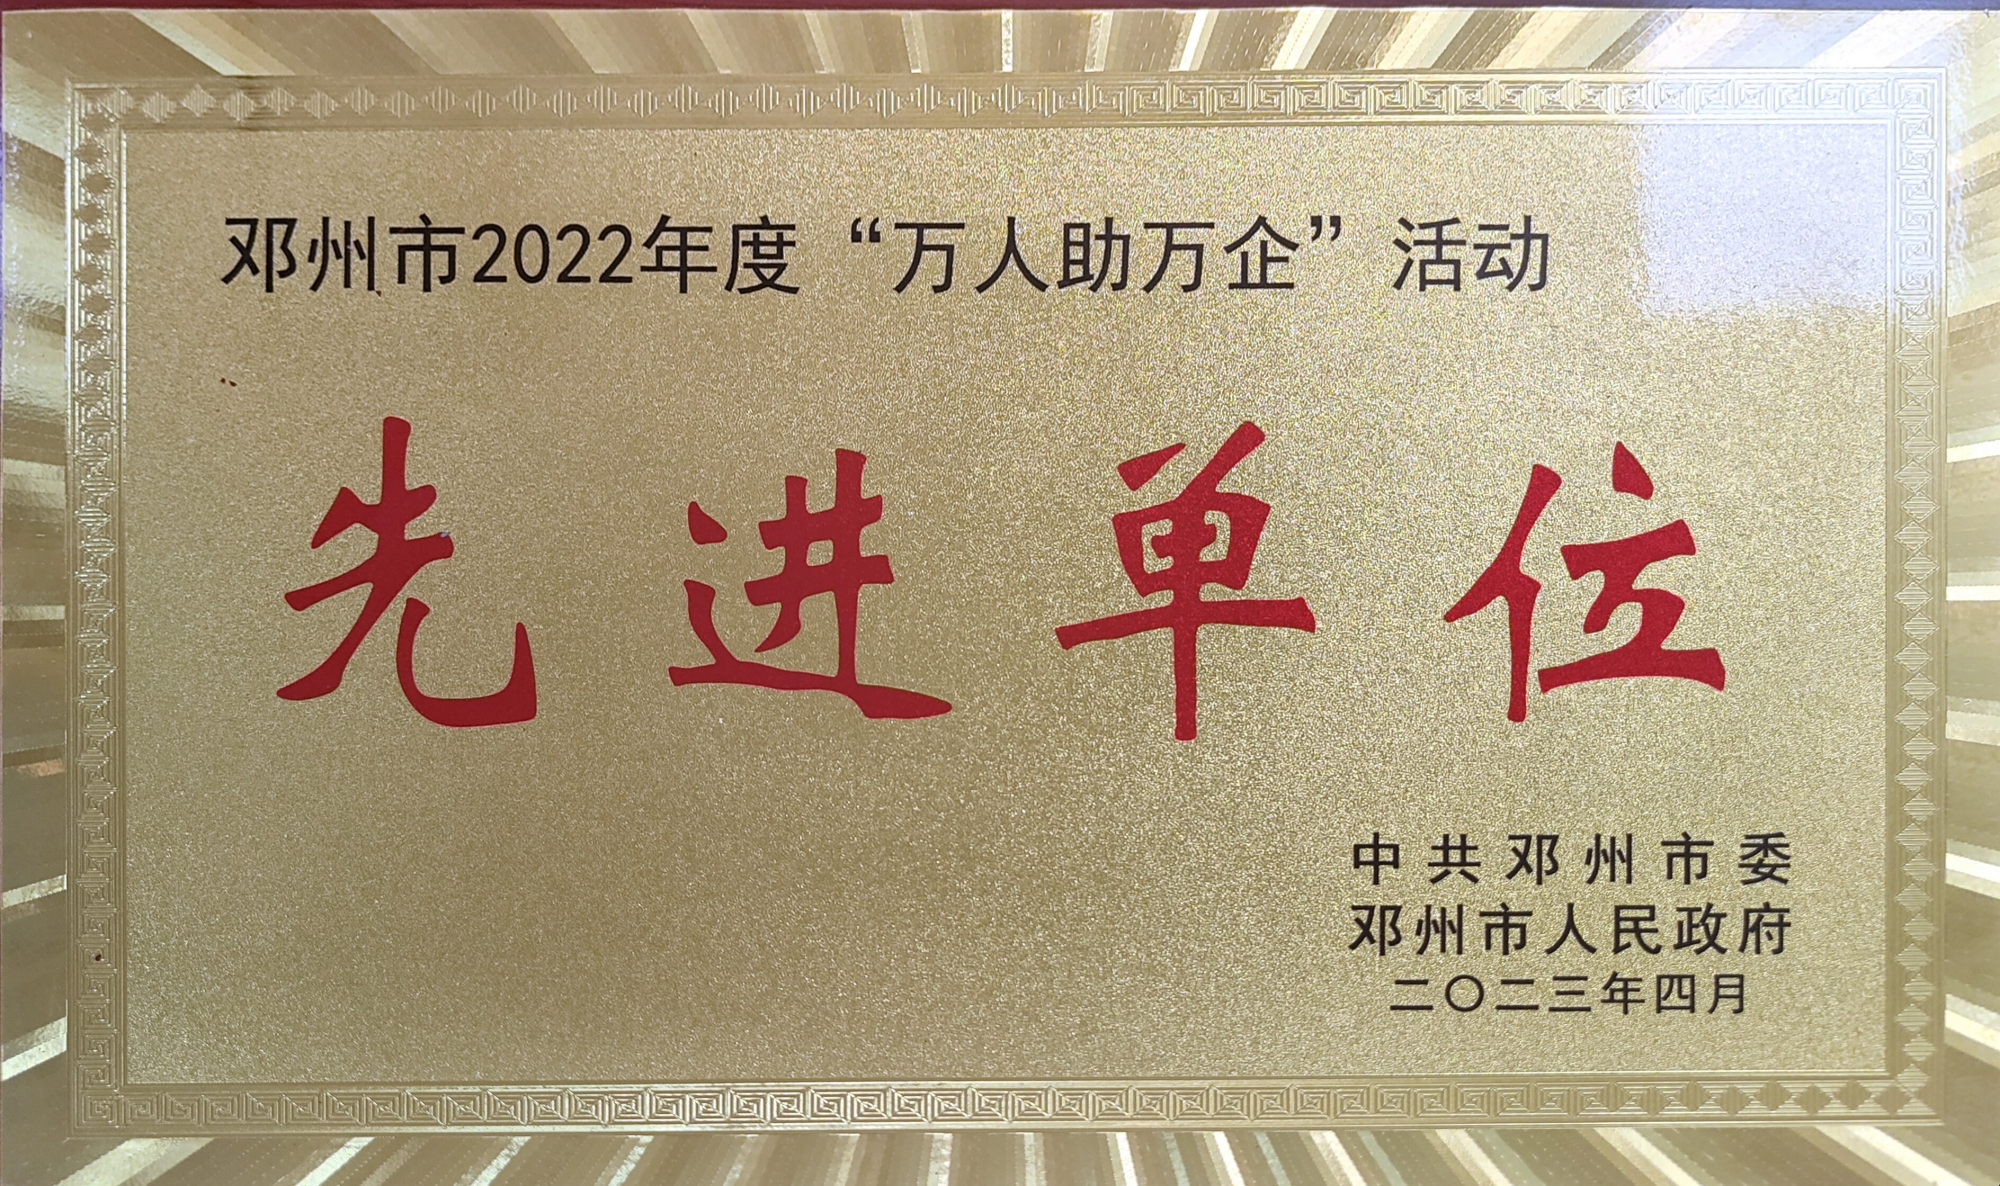 邓州市2022年度“万人助万企”活动
先进单位
中共邓州市委
邓州市人民政府
二〇二三年四月